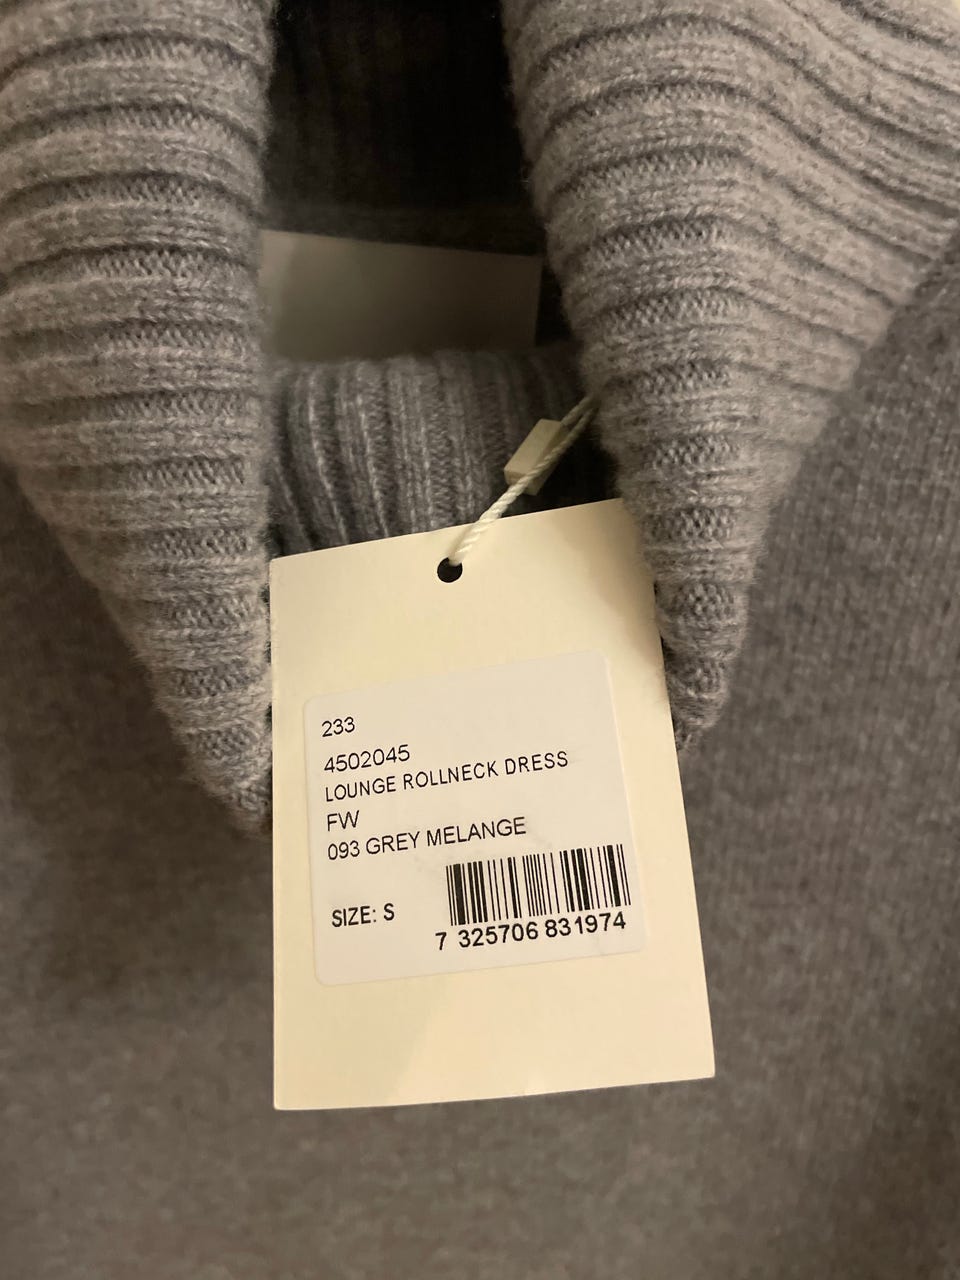 233
4502045
LOUNGE ROLLNECK DRESS
FW
093 GREY MELANGE
SIZE: S
7 325706 831974